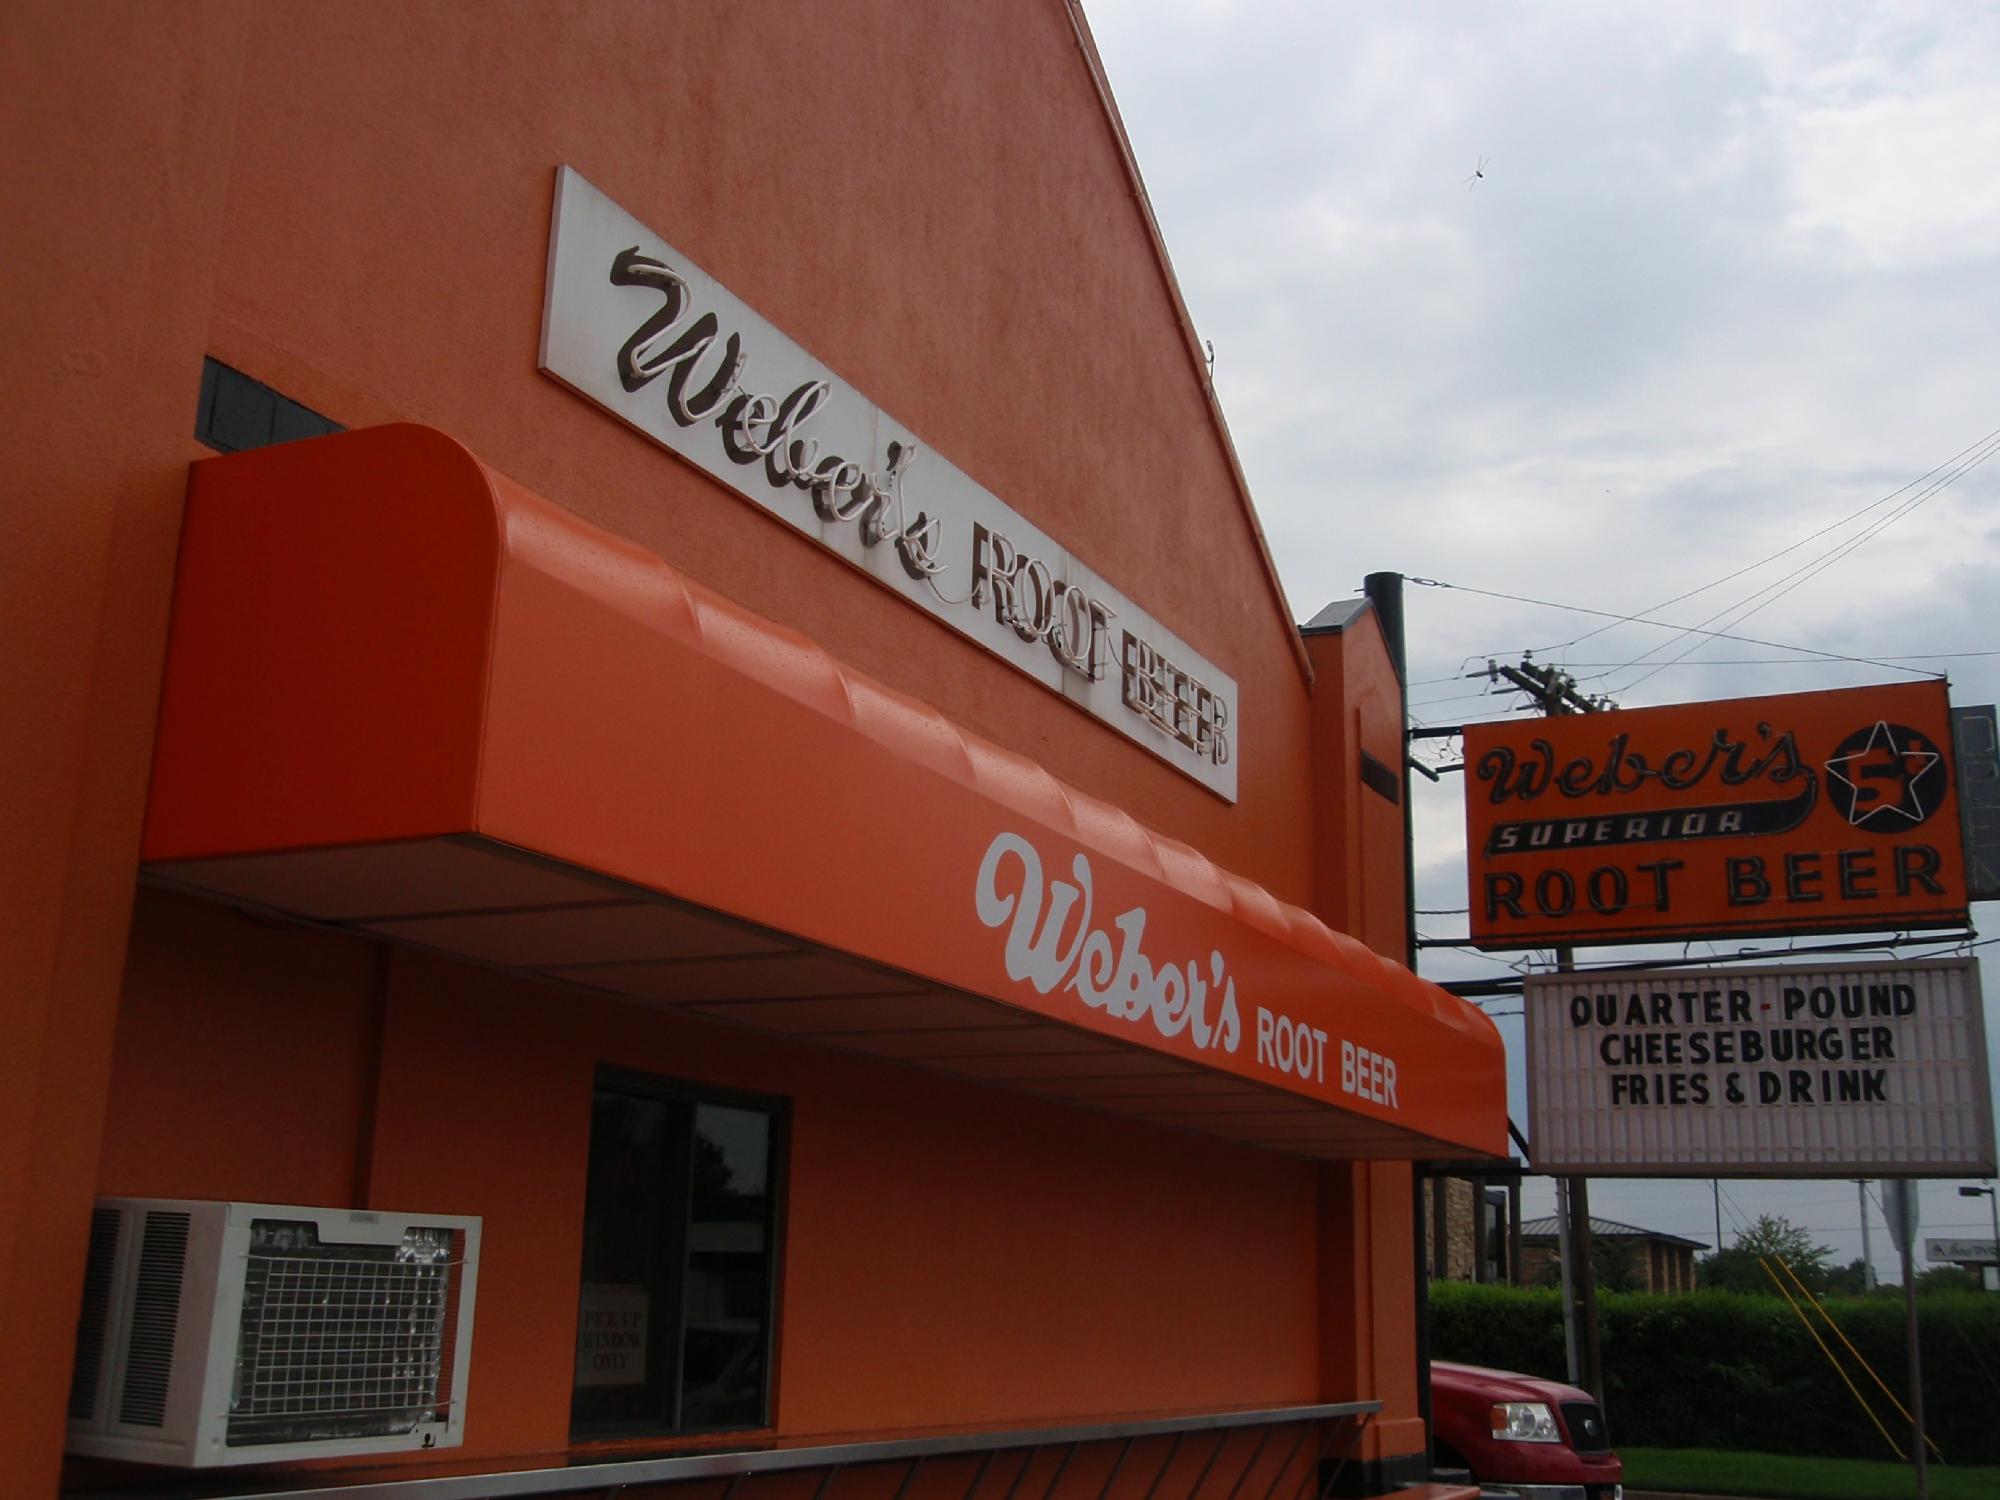 Weber's ROOT BEER
Weber's ROOT BEER
PICK UP
WINDOW
ONLY
Weber's 5¢
SUPERIOR
ROOT BEER
QUARTER-POUND
CHEESEBURGER
FRIES & DRINK